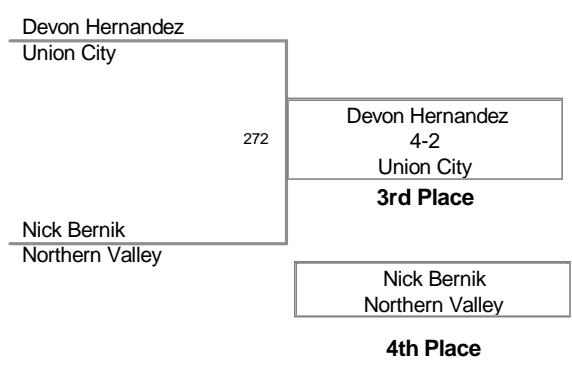 Devon Hernandez
Union City
272
Devon Hernandez
4-2
Union City
3rd Place
Nick Bernik
Northern Valley
Nick Bernik
Northern Valley
4th Place